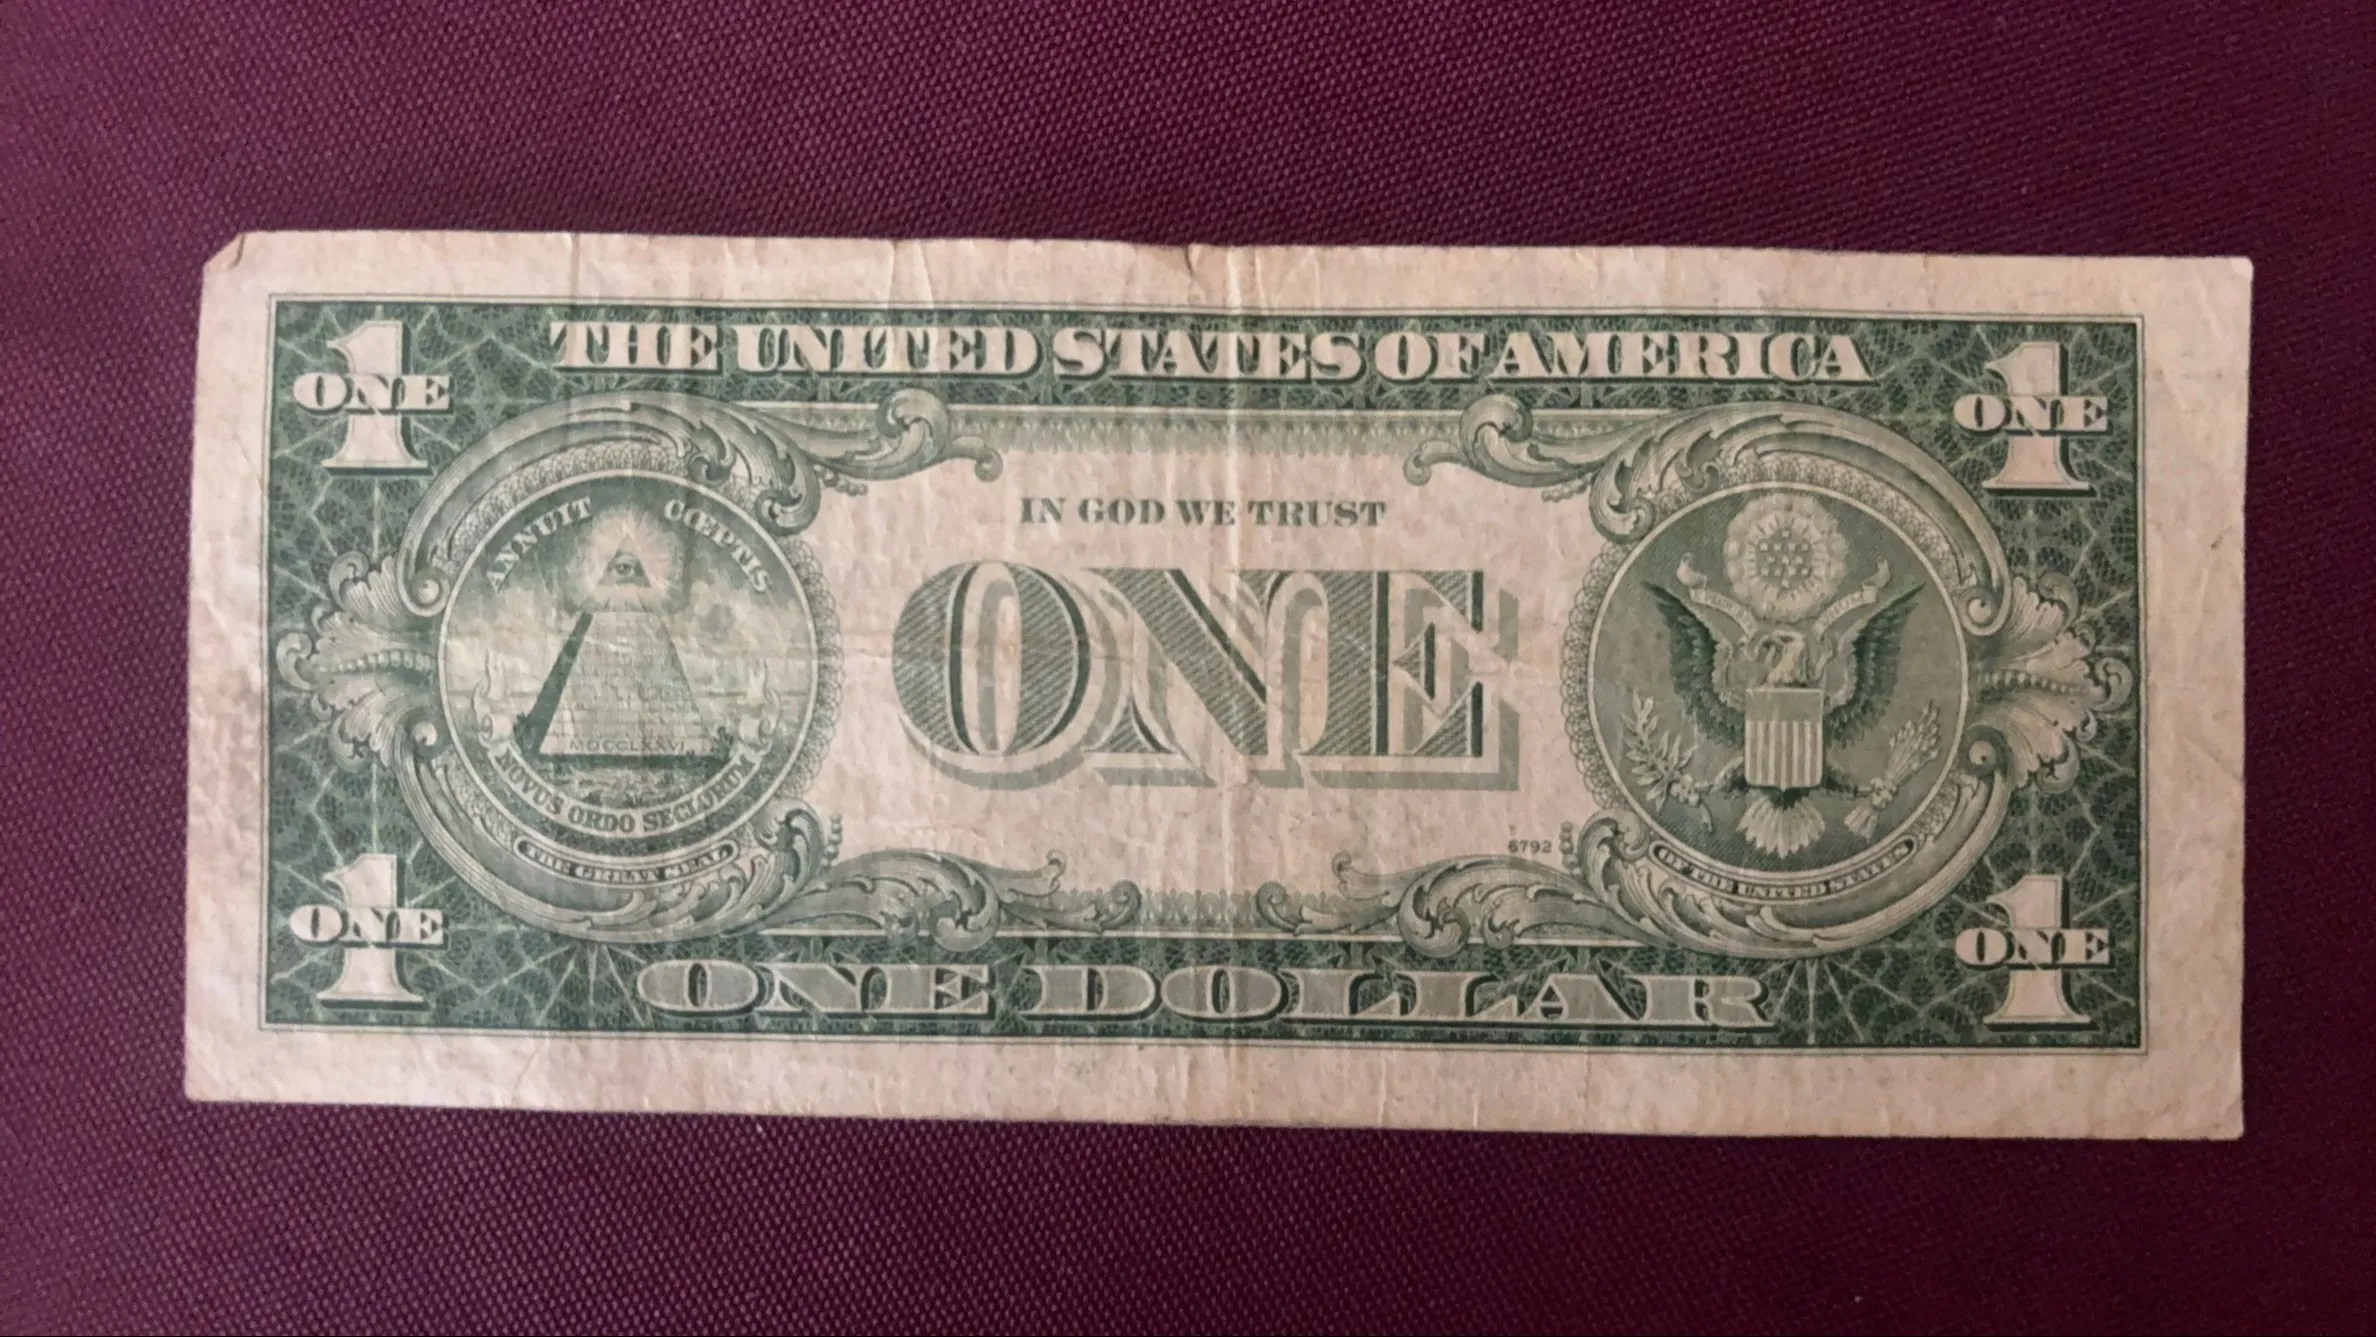 THE UNITED STATES OF AMERICA
1 ONE
1 ONE
ANNUIT CŒPTIS
IN GOD WE TRUST
ONE
MDCCLXXVI
NOVUS ORDO SECLORUM
THE GREAT SEAL
6792
OF THE UNITED STATES
1 ONE
1 ONE
ONE DOLLAR